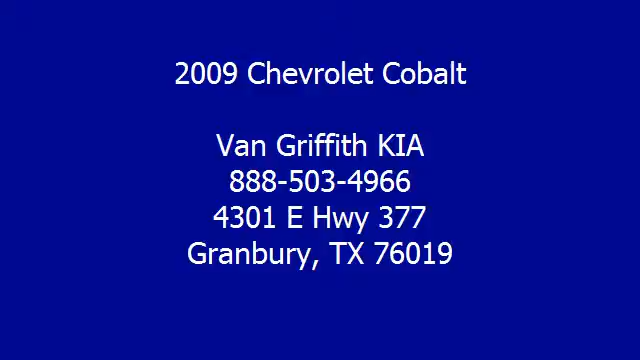 2009 Chevrolet Cobalt
Van Griffith KIA
888-503-4966
4301 E Hwy 377
Granbury, TX 76019